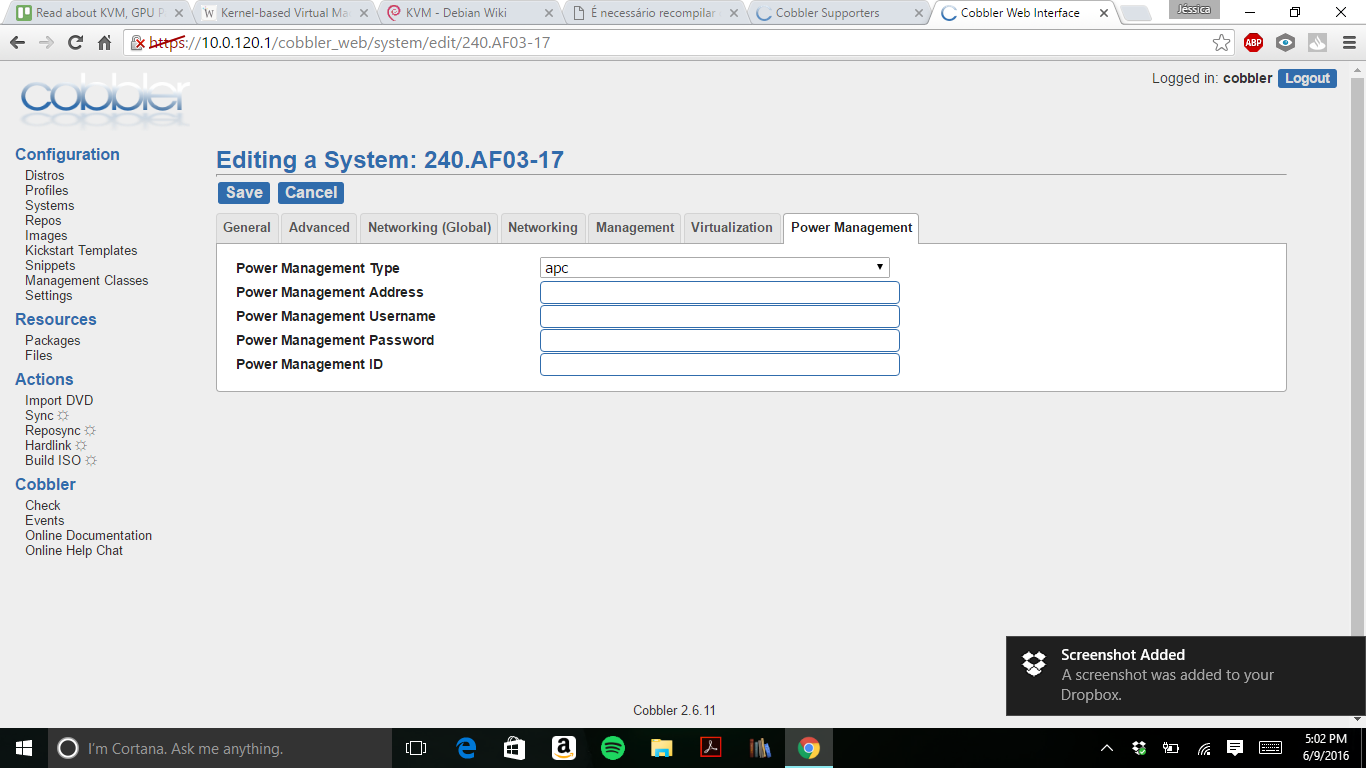 Read about KVM, GPU P
Kernel-based Virtual Ma
KVM - Debian Wiki
É necessário recompilar
Cobbler Supporters
Cobbler Web Interface
Jéssica
https://10.0.120.1/cobbler_web/system/edit/240.AF03-17
ABP
cobbler
Logged in: cobbler Logout
Configuration
Distros
Profiles
Systems
Repos
Images
Kickstart Templates
Snippets
Management Classes
Settings
Resources
Packages
Files
Actions
Import DVD
Sync
Reposync
Hardlink
Build ISO
Cobbler
Check
Events
Online Documentation
Online Help Chat
Editing a System: 240.AF03-17
Save Cancel
General Advanced Networking (Global) Networking Management Virtualization Power Management
Power Management Type apc
Power Management Address
Power Management Username
Power Management Password
Power Management ID
Cobbler 2.6.11
Screenshot Added
A screenshot was added to your
Dropbox.
I'm Cortana. Ask me anything.
5:02 PM
6/9/2016